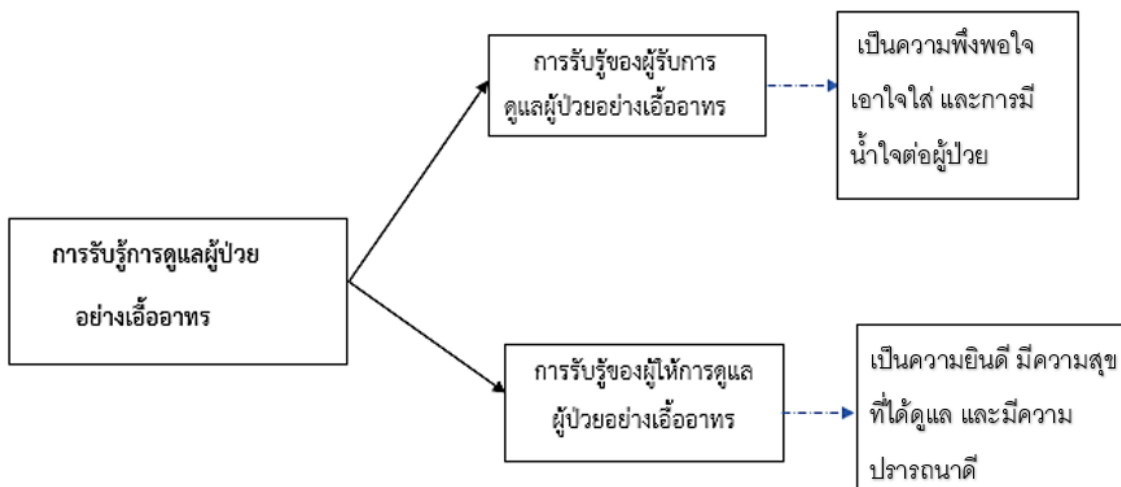 การรับรู้ของผู้รับการ
ดูแลผู้ป่วยอย่างเอื้ออาทร
เป็นความพึงพอใจ
เอาใจใส่ และการมี
น้ำใจต่อผู้ป่วย
การรับรู้การดูแลผู้ป่วย
อย่างเอื้ออาทร
การรับรู้ของผู้ให้การดูแล
ผู้ป่วยอย่างเอื้ออาทร
เป็นความยินดี มีความสุข
ที่ได้ดูแล และมีความ
ปรารถนาดี